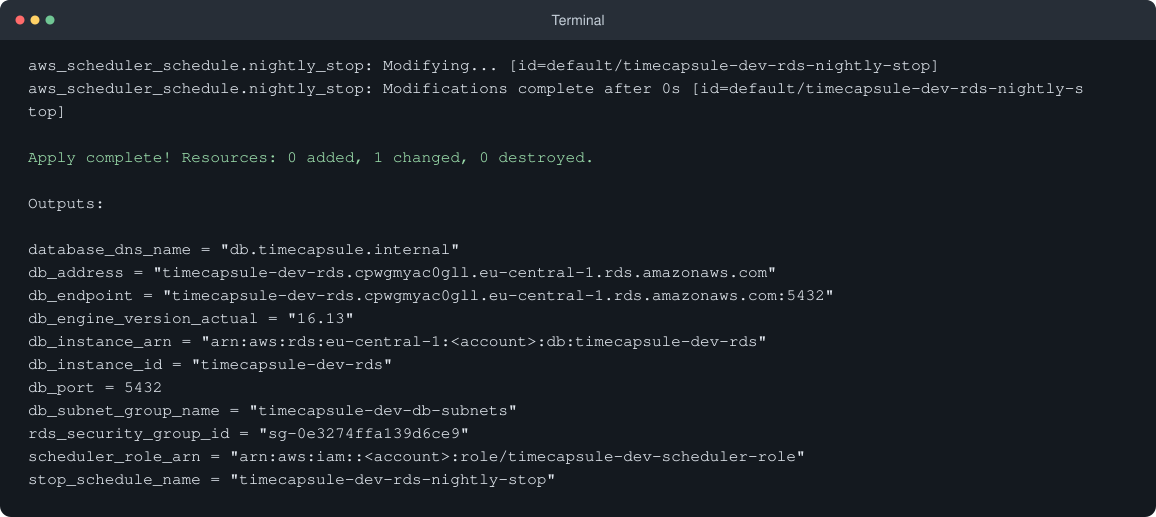 Terminal
aws_scheduler_schedule.nightly_stop: Modifying... [id=default/timecapsule-dev-rds-nightly-stop]
aws_scheduler_schedule.nightly_stop: Modifications complete after 0s [id=default/timecapsule-dev-rds-nightly-s
top]
Apply complete! Resources: 0 added, 1 changed, 0 destroyed.
Outputs:
database_dns_name = "db.timecapsule.internal"
db_address = "timecapsule-dev-rds.cpwgmyac0gll.eu-central-1.rds.amazonaws.com"
db_endpoint = "timecapsule-dev-rds.cpwgmyac0gll.eu-central-1.rds.amazonaws.com:5432"
db_engine_version_actual = "16.13"
db_instance_arn = "arn:aws:rds:eu-central-1:<account>:db:timecapsule-dev-rds"
db_instance_id = "timecapsule-dev-rds"
db_port = 5432
db_subnet_group_name = "timecapsule-dev-db-subnets"
rds_security_group_id = "sg-0e3274ffa139d6ce9"
scheduler_role_arn = "arn:aws:iam::<account>:role/timecapsule-dev-scheduler-role"
stop_schedule_name = "timecapsule-dev-rds-nightly-stop"